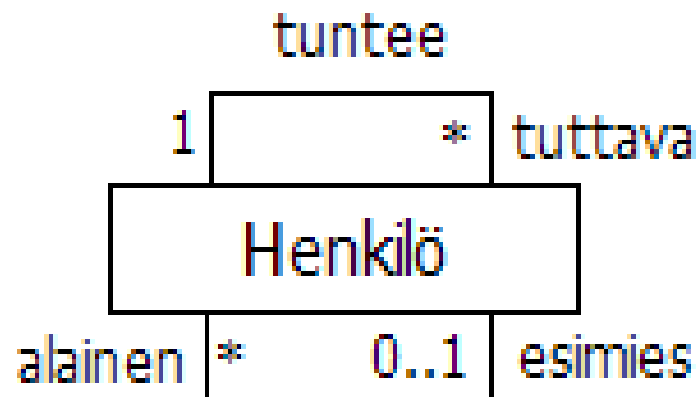 tuntee
1 * tuttava
Henkilö
alainen * 0..1 esimies